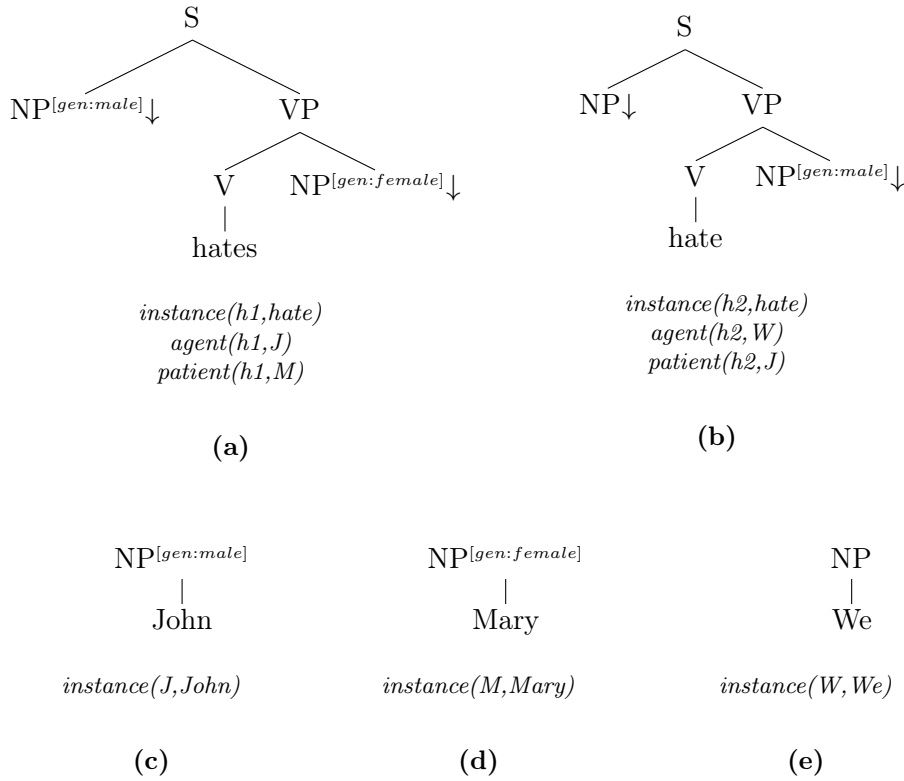 S
NP[gen:male]↓ VP
V NP[gen:female]↓
hates
instance(h1,hate)
agent(h1,J)
patient(h1,M)
(a)
S
NP↓ VP
V NP[gen:male]↓
hate
instance(h2,hate)
agent(h2,W)
patient(h2,J)
(b)
NP[gen:male]
John
instance(J,John)
(c)
NP[gen:female]
Mary
instance(M,Mary)
(d)
NP
We
instance(W,We)
(e)